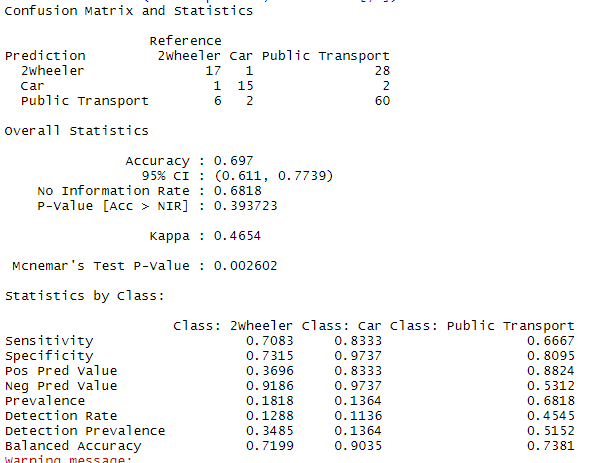 Confusion Matrix and Statistics
Reference
Prediction 2Wheeler Car Public Transport
2Wheeler 17 1 28
Car 1 15 2
Public Transport 6 2 60
Overall Statistics
Accuracy : 0.697
95% CI : (0.611, 0.7739)
No Information Rate : 0.6818
P-Value [Acc > NIR] : 0.393723
Kappa : 0.4654
Mcnemar's Test P-Value : 0.002602
Statistics by Class:
Class: 2Wheeler Class: Car Class: Public Transport
Sensitivity 0.7083 0.8333 0.6667
Specificity 0.7315 0.9737 0.8095
Pos Pred Value 0.3696 0.8333 0.8824
Neg Pred Value 0.9186 0.9737 0.5312
Prevalence 0.1818 0.1364 0.6818
Detection Rate 0.1288 0.1136 0.4545
Detection Prevalence 0.3485 0.1364 0.5152
Balanced Accuracy 0.7199 0.9035 0.7381
Warning message: